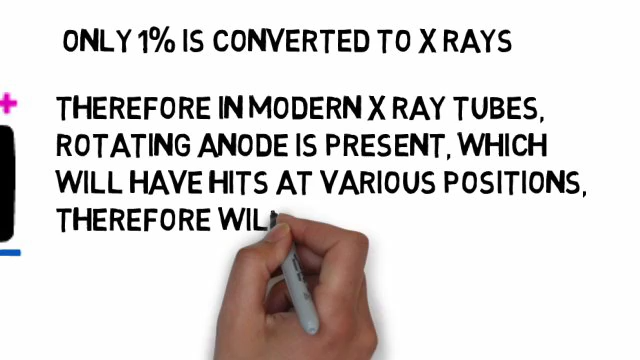 ONLY 1% IS CONVERTED TO X RAYS
THEREFORE IN MODERN X RAY TUBES,
ROTATING ANODE IS PRESENT, WHICH
WILL HAVE HITS AT VARIOUS POSITIONS,
THEREFORE